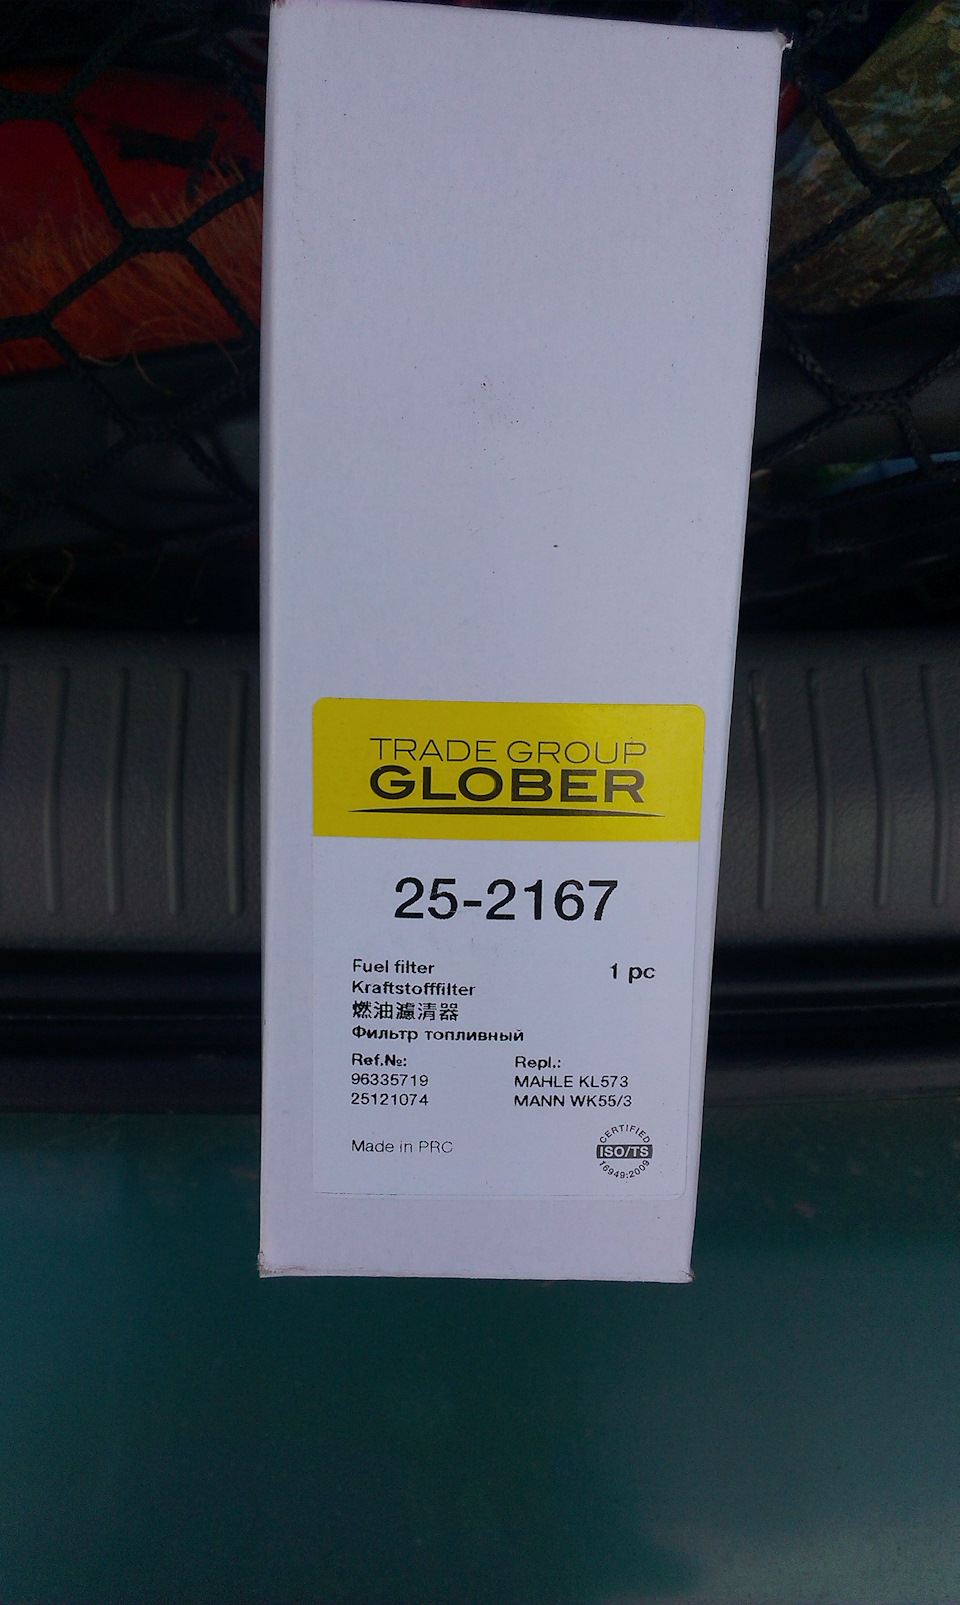 TRADE GROUP
GLOBER
25-2167
Fuel filter
1 pc
Kraftstofffilter
燃油濾清器
Фильтр топливный
Ref.№:
Repl.:
96335719
MAHLE KL573
25121074
MANN WK55/3
Made in PRC
CERTIFIED
ISO/TS
16949:2009